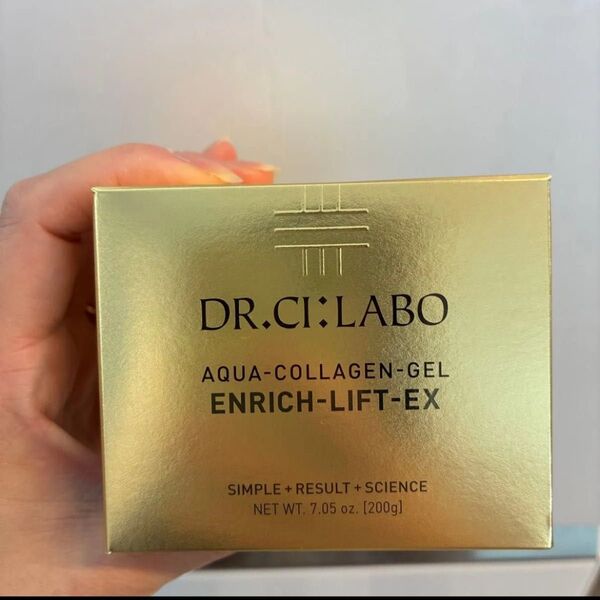 DR.CI:LABO
AQUA-COLLAGEN-GEL
ENRICH-LIFT-EX
SIMPLE + RESULT + SCIENCE
NET WT. 7.05 oz. [200g]